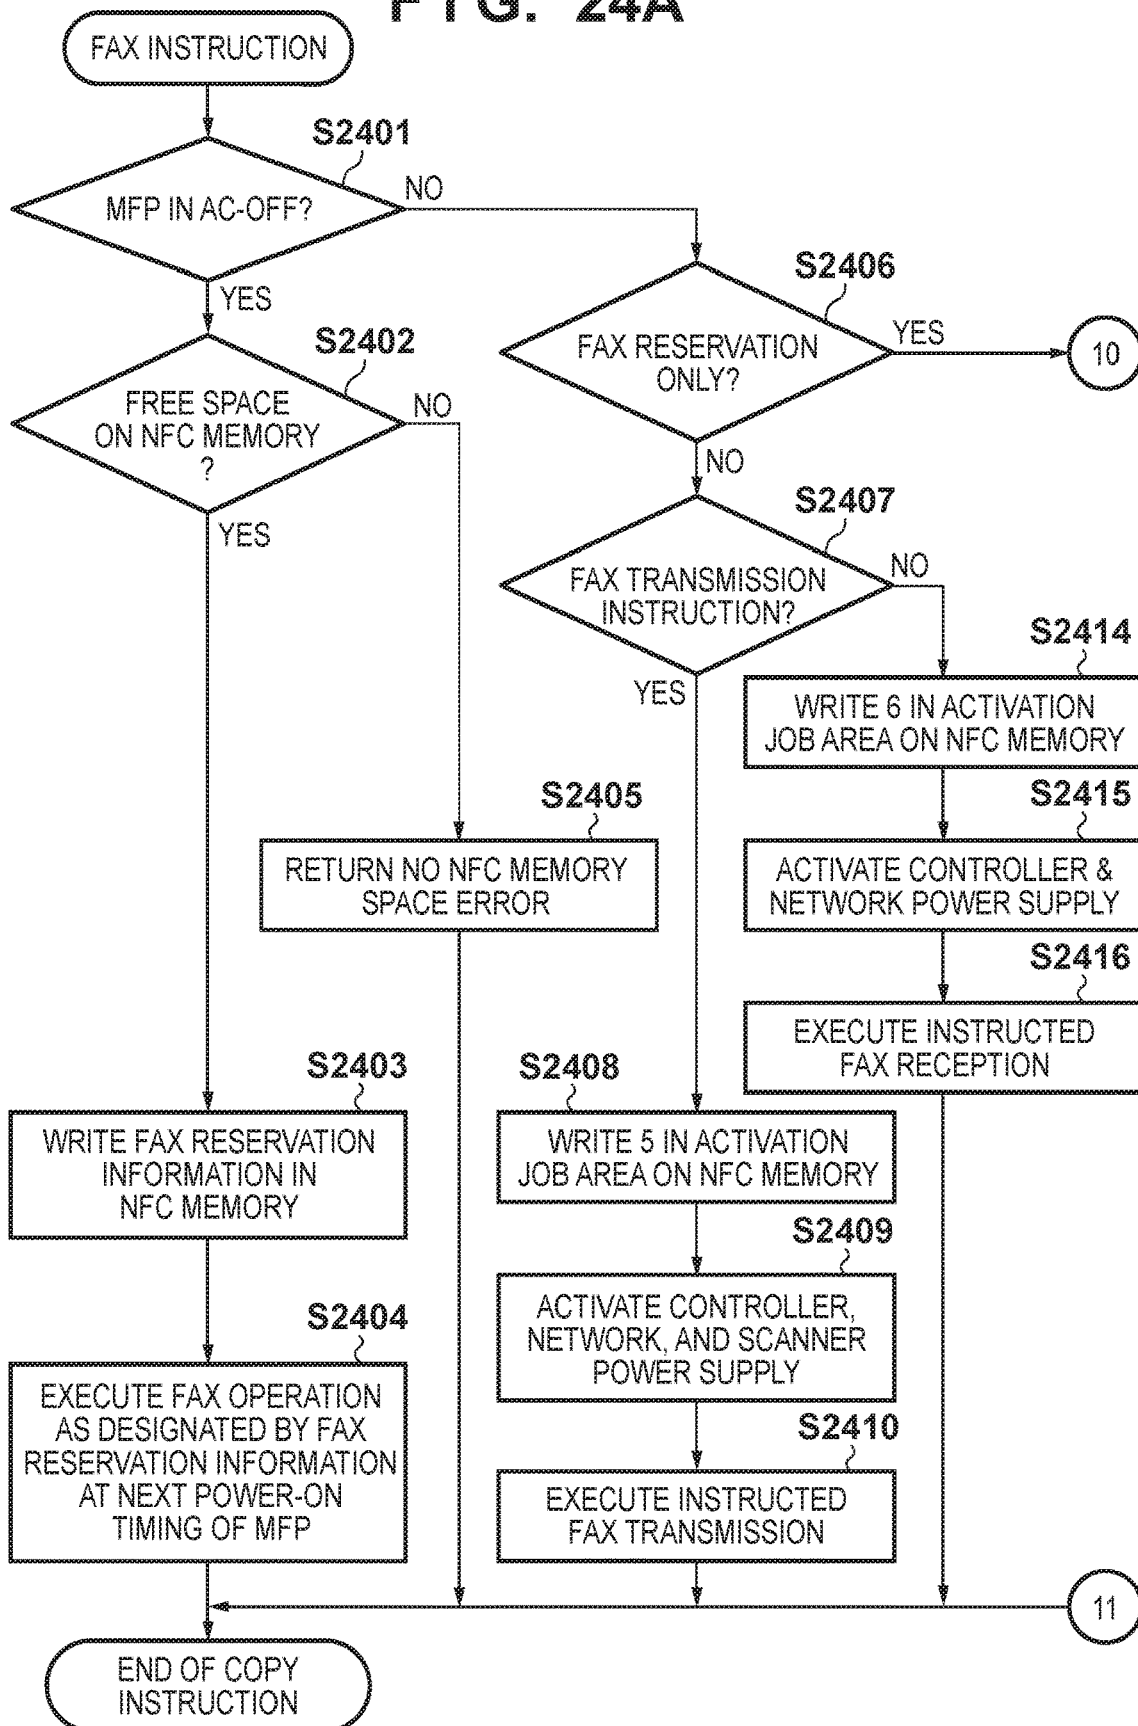 FIG. 24A
FAX INSTRUCTION
S2401
MFP IN AC-OFF?
NO
YES
S2402
FREE SPACE
ON NFC MEMORY
?
NO
YES
S2406
FAX RESERVATION
ONLY?
YES
10
NO
S2407
FAX TRANSMISSION
INSTRUCTION?
NO
YES
S2414
WRITE 6 IN ACTIVATION
JOB AREA ON NFC MEMORY
S2415
ACTIVATE CONTROLLER &
NETWORK POWER SUPPLY
S2416
EXECUTE INSTRUCTED
FAX RECEPTION
S2405
RETURN NO NFC MEMORY
SPACE ERROR
S2403
WRITE FAX RESERVATION
INFORMATION IN
NFC MEMORY
S2404
EXECUTE FAX OPERATION
AS DESIGNATED BY FAX
RESERVATION INFORMATION
AT NEXT POWER-ON
TIMING OF MFP
S2408
WRITE 5 IN ACTIVATION
JOB AREA ON NFC MEMORY
S2409
ACTIVATE CONTROLLER,
NETWORK, AND SCANNER
POWER SUPPLY
S2410
EXECUTE INSTRUCTED
FAX TRANSMISSION
11
END OF COPY
INSTRUCTION